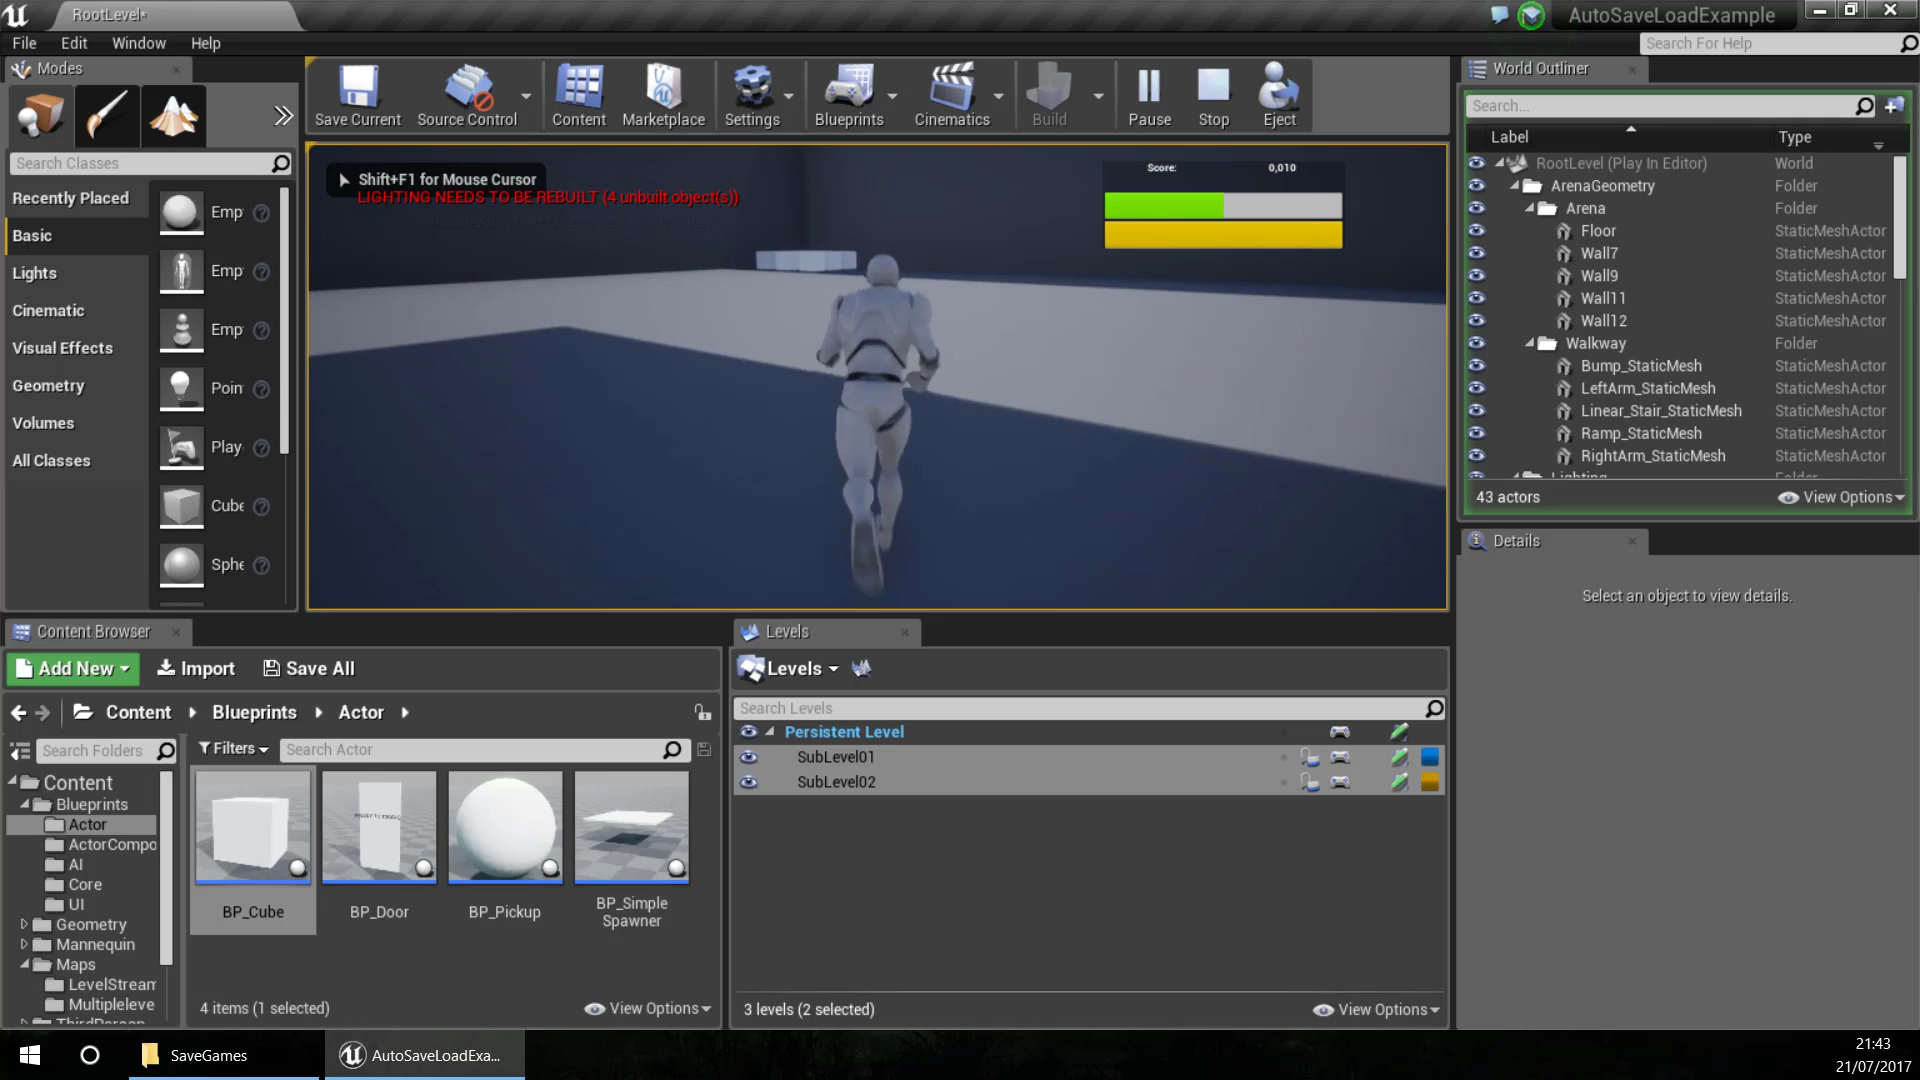 RootLevel*
AutoSaveLoadExample
File Edit Window Help
Search For Help
Modes
World Outliner
Save Current
Source Control
Content
Marketplace
Settings
Blueprints
Cinematics
Build
Pause
Stop
Eject
Search...
Label Type
Search Classes
Recently Placed
Basic
Lights
Cinematic
Visual Effects
Geometry
Volumes
All Classes
Emp
Emp
Emp
Poin
Play
Cube
Sphe
Shift+F1 for Mouse Cursor
LIGHTING NEEDS TO BE REBUILT (4 unbuilt object(s))
Score: 0,010
RootLevel (Play In Editor) World
ArenaGeometry Folder
Arena Folder
Floor StaticMeshActor
Wall7 StaticMeshActor
Wall9 StaticMeshActor
Wall11 StaticMeshActor
Wall12 StaticMeshActor
Walkway Folder
Bump_StaticMesh StaticMeshActor
LeftArm_StaticMesh StaticMeshActor
Linear_Stair_StaticMesh StaticMeshActor
Ramp_StaticMesh StaticMeshActor
RightArm_StaticMesh StaticMeshActor
Lighting Folder
43 actors
View Options
Details
Select an object to view details.
Content Browser
Add New
Import
Save All
Content Blueprints Actor
Search Folders
Filters
Search Actor
Content
Blueprints
Actor
ActorCompo
AI
Core
UI
Geometry
Mannequin
Maps
LevelStream
Multipleleve
ThirdPerson
BP_Cube
BP_Door
BP_Pickup
BP_Simple
Spawner
4 items (1 selected)
View Options
Levels
Levels
Search Levels
Persistent Level
SubLevel01
SubLevel02
3 levels (2 selected)
View Options
SaveGames
AutoSaveLoadExa...
21:43
21/07/2017